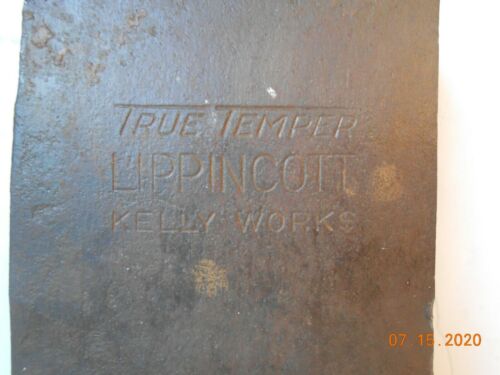 TRUE TEMPER
LIPPINCOTT
KELLY WORKS
07.15.2020